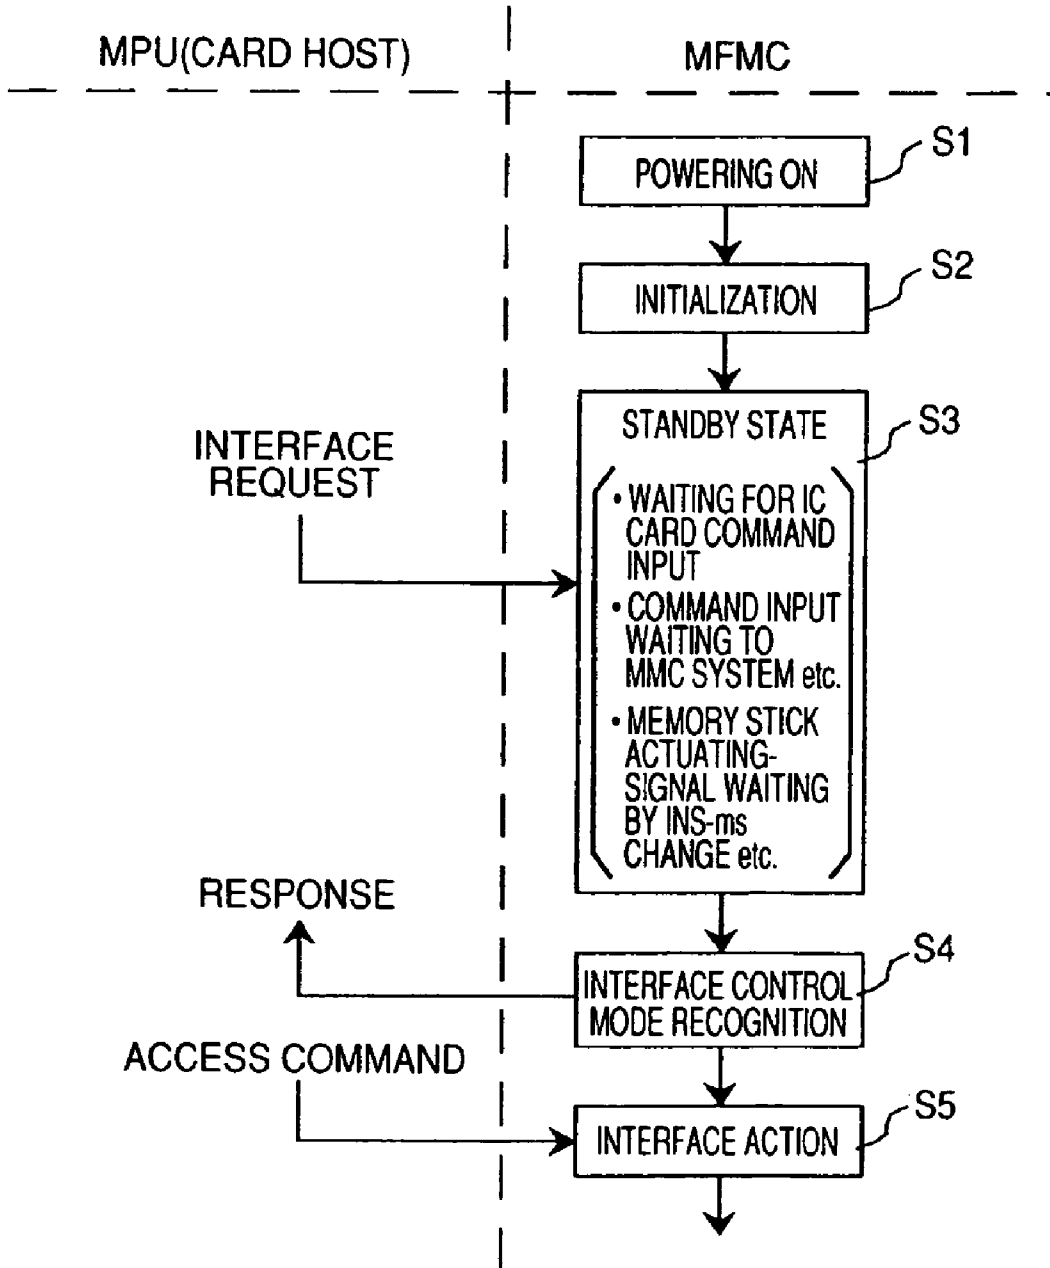 MPU(CARD HOST)
MFMC
POWERING ON
S1
INITIALIZATION
S2
STANDBY STATE
S3
• WAITING FOR IC
CARD COMMAND
INPUT
• COMMAND INPUT
WAITING TO
MMC SYSTEM etc.
• MEMORY STICK
ACTUATING-
SIGNAL WAITING
BY INS-ms
CHANGE etc.
INTERFACE
REQUEST
RESPONSE
INTERFACE CONTROL
MODE RECOGNITION
S4
ACCESS COMMAND
INTERFACE ACTION
S5